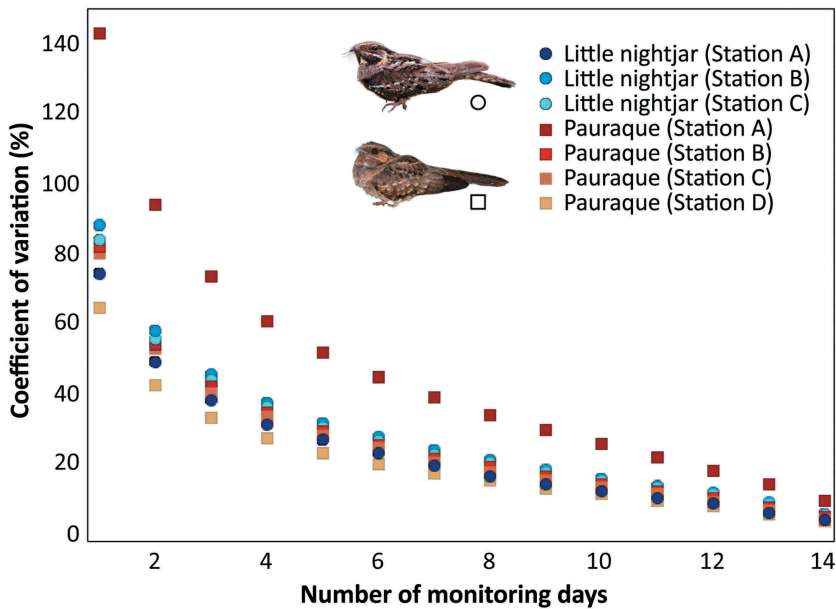 Coefficient of variation (%)
140
120
100
80
60
40
20
0
Little nightjar (Station A)
Little nightjar (Station B)
Little nightjar (Station C)
Pauraque (Station A)
Pauraque (Station B)
Pauraque (Station C)
Pauraque (Station D)
2 4 6 8 10 12 14
Number of monitoring days